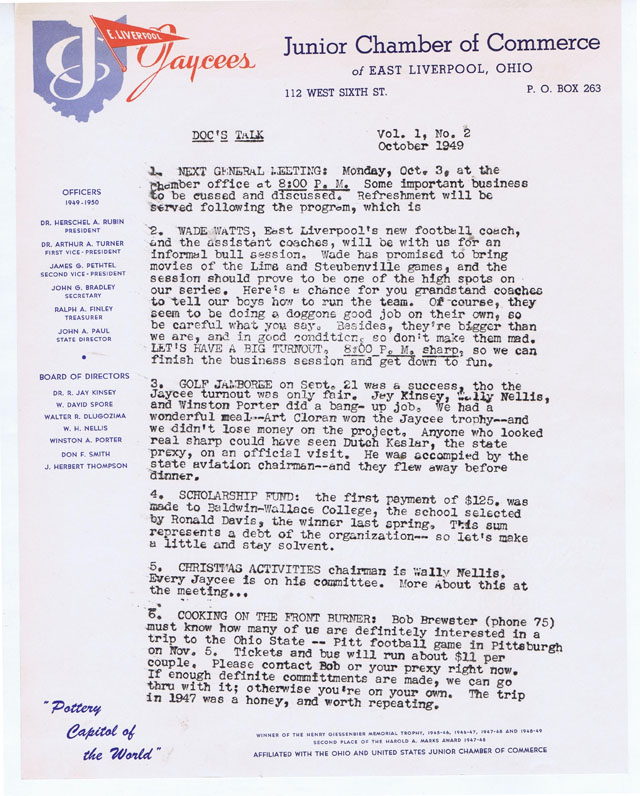 E. LIVERPOOL
J Jaycees
Junior Chamber of Commerce
of EAST LIVERPOOL, OHIO
112 WEST SIXTH ST.
P. O. BOX 263
DOC'S TALK
Vol. 1, No. 2
October 1949
OFFICERS
1949-1950
DR. HERSCHEL A. RUBIN
PRESIDENT
DR. ARTHUR A. TURNER
FIRST VICE-PRESIDENT
JAMES G. PETHTEL
SECOND VICE-PRESIDENT
JOHN G. BRADLEY
SECRETARY
RALPH A. FINLEY
TREASURER
JOHN A. PAUL
STATE DIRECTOR
BOARD OF DIRECTORS
DR. R. JAY KINSEY
W. DAVID SPORE
WALTER R. DLUGOZIMA
W. H. NELLIS
WINSTON A. PORTER
DON F. SMITH
J. HERBERT THOMPSON
1. NEXT GENERAL MEETING: Monday, Oct. 3, at the
Chamber office at 8:00 P. M. Some important business
to be cussed and discussed. Refreshment will be
served following the program, which is
2. WADE WATTS, East Liverpool's new football coach,
and the assistant coaches, will be with us for an
informal bull session. Wade has promised to bring
movies of the Lima and Steubenville games, and the
session should prove to be one of the high spots on
our series. Here's a chance for you grandstand coaches
to tell our boys how to run the team. Of course, they
seem to be doing a doggone good job on their own, so
be careful what you say. Besides, they're bigger than
we are, and in good condition, so don't make them mad.
LET'S HAVE A BIG TURNOUT, 8:00 P. M. sharp, so we can
finish the business session and get down to fun.
3. GOLF JAMBOREE on Sept. 21 was a success, tho the
Jaycee turnout was only fair. Jay Kinsey, Wally Nellis,
and Winston Porter did a bang- up job. We had a
wonderful meal--Art Cloran won the Jaycee trophy--and
we didn't lose money on the project. Anyone who looked
real sharp could have seen Dutch Keslar, the state
prexy, on an official visit. He was accompied by the
state aviation chairman--and they flew away before
dinner.
4. SCHOLARSHIP FUND: the first payment of $125. was
made to Baldwin-Wallace College, the school selected
by Ronald Davis, the winner last spring. This sum
represents a debt of the organization-- so let's make
a little and stay solvent.
5. CHRISTMAS ACTIVITIES chairman is Wally Nellis.
Every Jaycee is on his committee. More About this at
the meeting...
6. COOKING ON THE FRONT BURNER: Bob Brewster (phone 75)
must know how many of us are definitely interested in a
trip to the Ohio State -- Pitt football game in Pittsburgh
on Nov. 5. Tickets and bus will run about $11 per
couple. Please contact Bob or your prexy right now.
If enough definite committments are made, we can go
thru with it; otherwise you're on your own. The trip
in 1947 was a honey, and worth repeating.
"Pottery
Capitol of
the World"
WINNER OF THE HENRY GIESSENBIER MEMORIAL TROPHY, 1945-46, 1946-47, 1947-48 AND 1948-49
SECOND PLACE OF THE HAROLD A. MARKS AWARD 1947-48
AFFILIATED WITH THE OHIO AND UNITED STATES JUNIOR CHAMBER OF COMMERCE